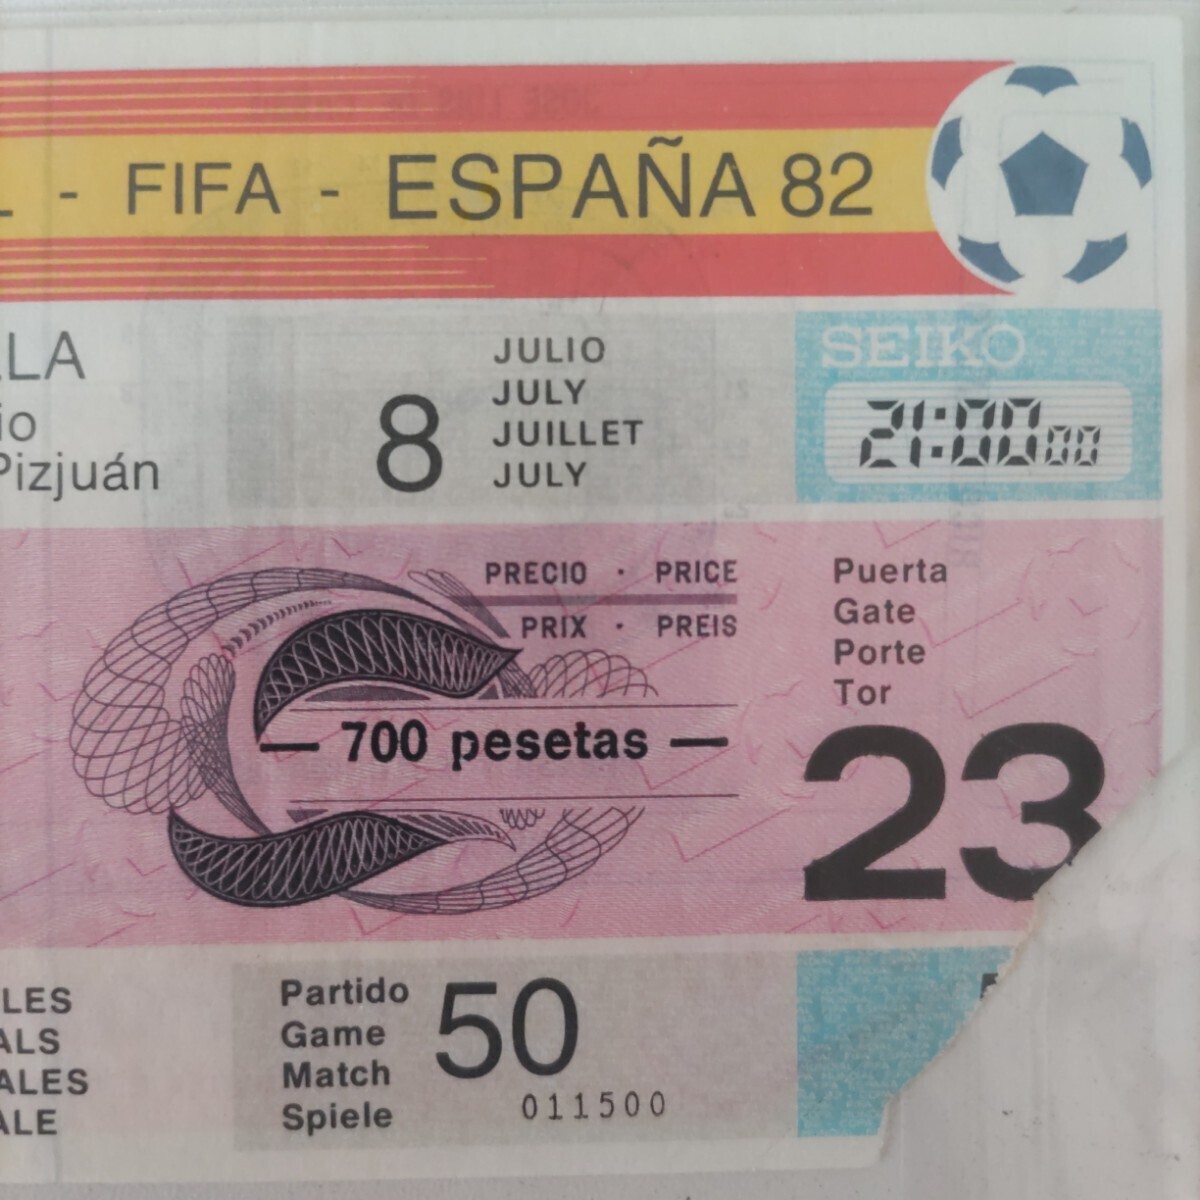 L - FIFA - ESPAÑA 82
LLA
io
Pizjuán
8
JULIO
JULY
JUILLET
JULY
SEIKO
21:00 00
PRECIO · PRICE
PRIX · PREIS
— 700 pesetas —
Puerta
Gate
Porte
Tor
23
LES
ALS
ALES
ALE
Partido
Game
Match
Spiele
50
011500